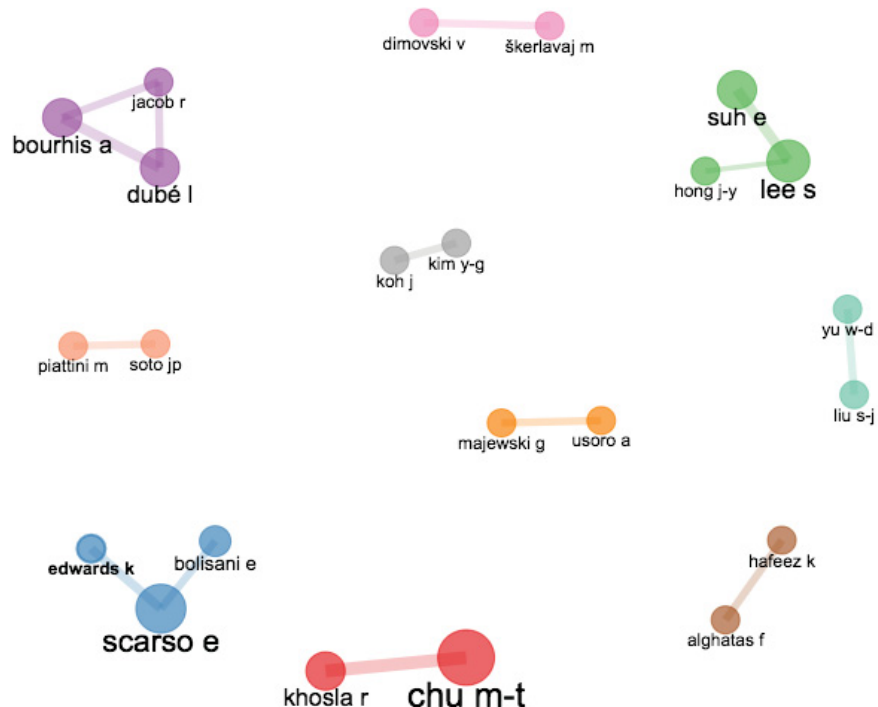 dimovski v
škerlavaj m
jacob r
bourhis a
dubé l
suh e
hong j-y
lee s
koh j
kim y-g
yu w-d
liu s-j
piattini m
soto jp
majewski g
usoro a
edwards k
bolisani e
scarso e
hafeez k
alghatas f
khosla r
chu m-t